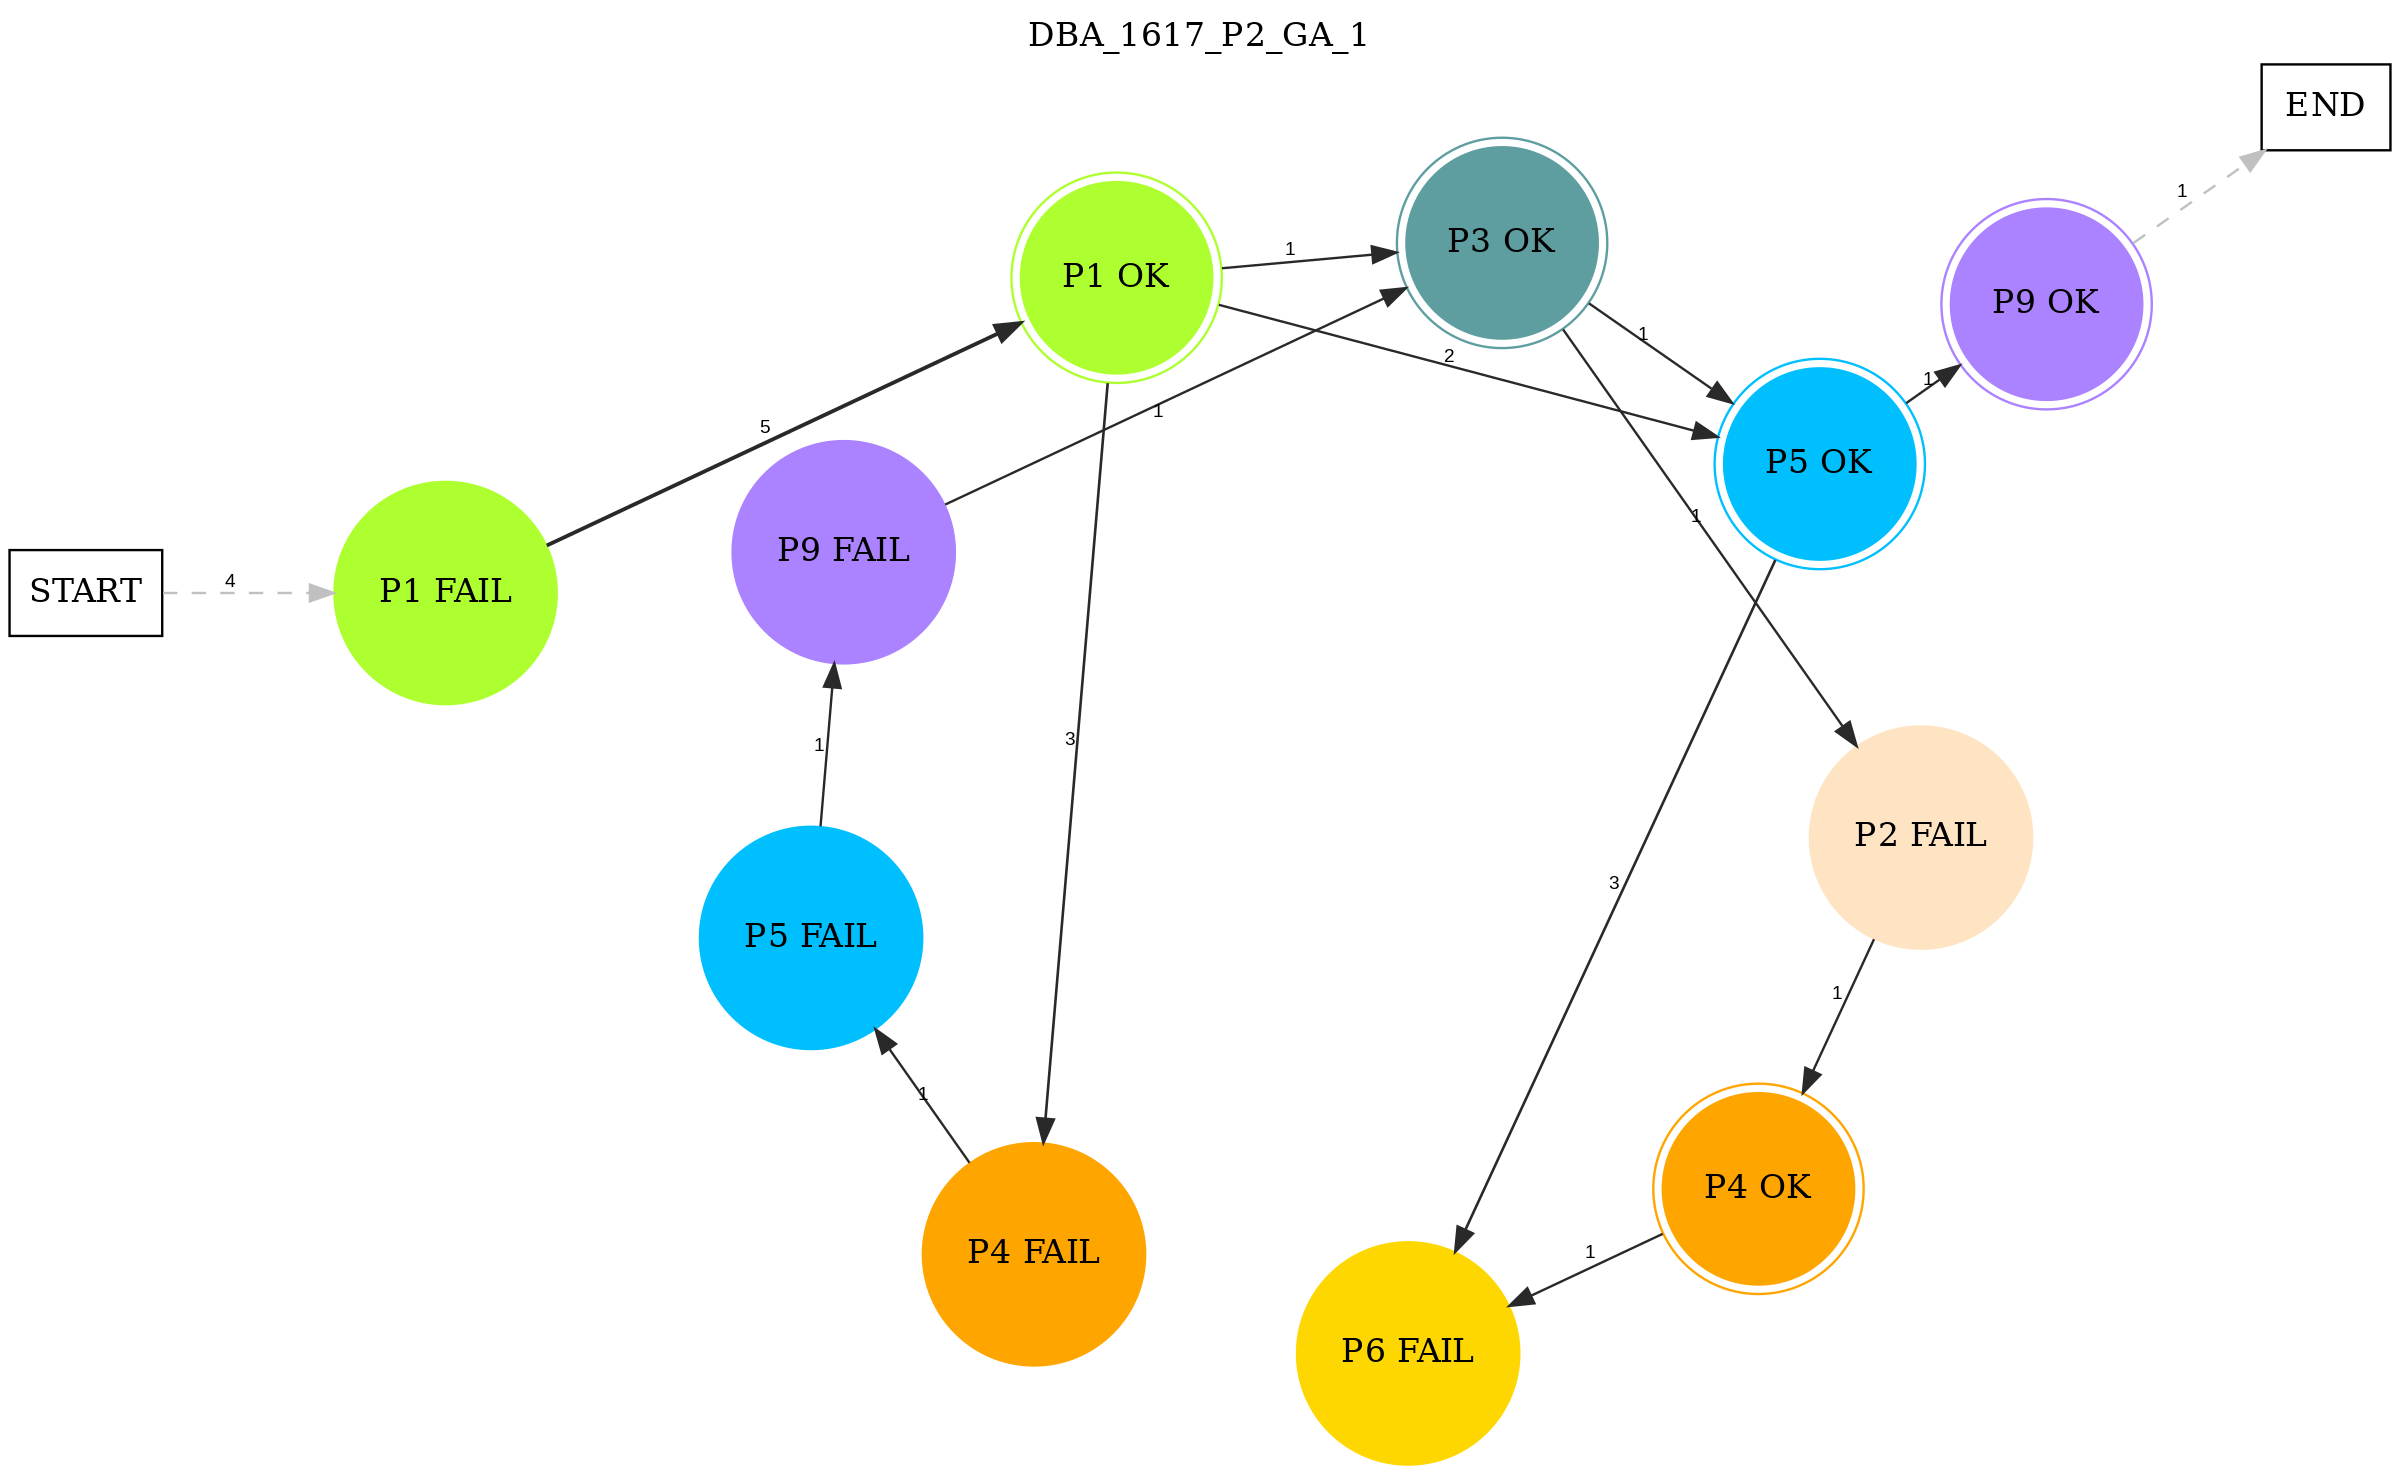 DBA_1617_P2_GA_1
END
1
P3 OK
P1 OK
1
P9 OK
1
2
1
1
5
1
P5 OK
1
P9 FAIL
4
START
P1 FAIL
3
1
P2 FAIL
3
P5 FAIL
1
1
P4 OK
P4 FAIL
1
P6 FAIL